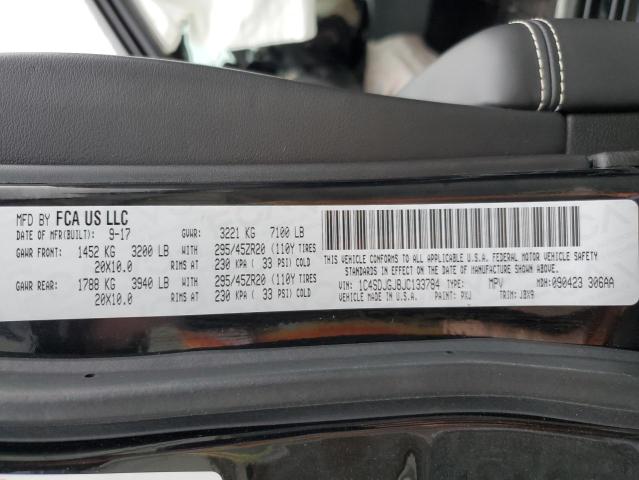 MFD BY FCA US LLC
DATE OF MFR(BUILT): 9-17 GVWR: 3221 KG 7100 LB
GAWR FRONT: 1452 KG 3200 LB WITH 295/45ZR20 (110Y TIRES
20X10.0 RIMS AT 230 KPA ( 33 PSI) COLD
GAWR REAR: 1788 KG 3940 LB WITH 295/45ZR20 (110Y TIRES
20X10.0 RIMS AT 230 KPA ( 33 PSI) COLD
THIS VEHICLE CONFORMS TO ALL APPLICABLE U.S.A. FEDERAL MOTOR VEHICLE SAFETY
STANDARDS IN EFFECT ON THE DATE OF MANUFACTURE SHOWN ABOVE.
VIN: 1C4SDJGJ8JC133794 TYPE: MPV MDH: 090423 306AA
VEHICLE MADE IN U.S.A. PAINT: PXJ TRIM: JBX9